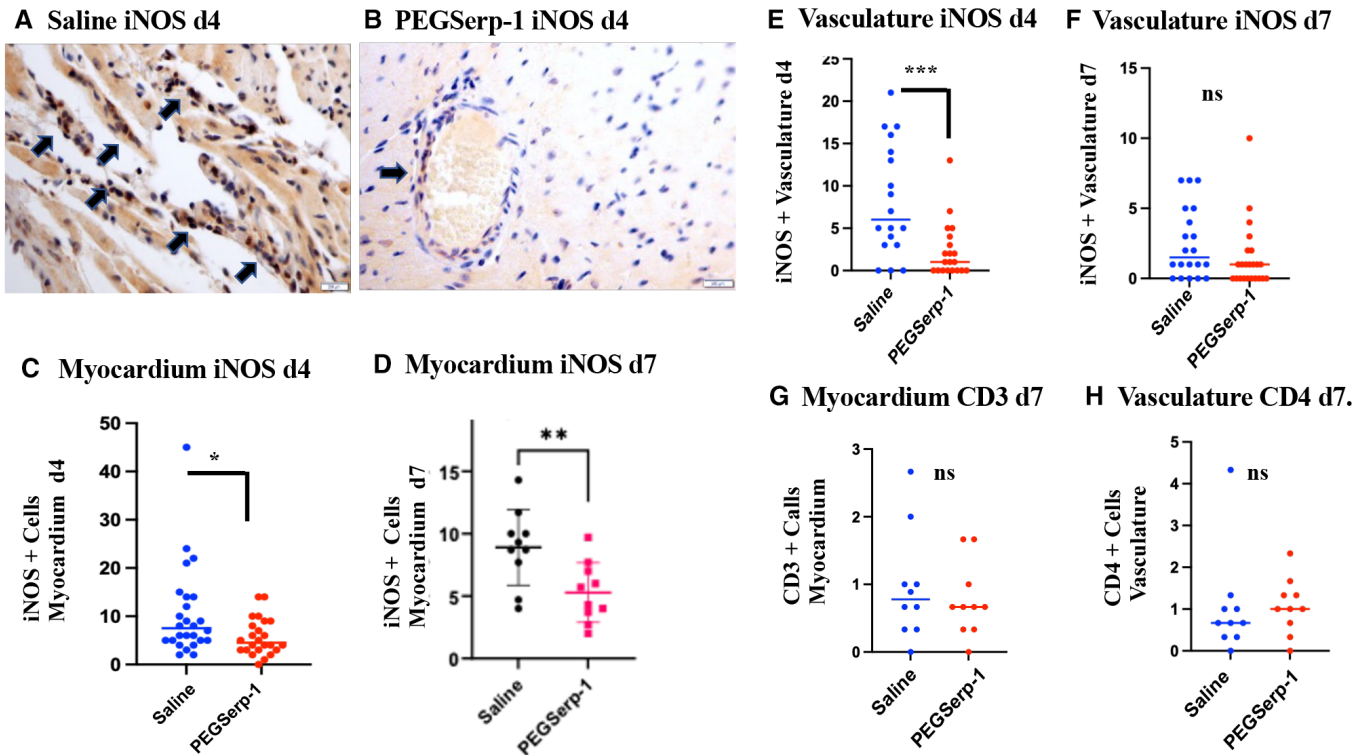 A Saline iNOS d4
B PEGSerp-1 iNOS d4
C Myocardium iNOS d4
iNOS + Cells
Myocardium d4
50
40
30
20
10
0
*
Saline
PEGSerp-1
D Myocardium iNOS d7
iNOS + Cells
Myocardium d7
15
10
5
0
**
Saline
PEGSerp-1
E Vasculature iNOS d4
iNOS + Vasculature d4
25
20
15
10
5
0
***
Saline
PEGSerp-1
F Vasculature iNOS d7
iNOS + Vasculature d7
15
10
5
0
ns
Saline
PEGSerp-1
G Myocardium CD3 d7
CD3 + Calls
Myocardium
3
2
1
0
ns
Saline
PEGSerp-1
H Vasculature CD4 d7.
CD4 + Cells
Vasculature
5
4
3
2
1
0
ns
Saline
PEGSerp-1